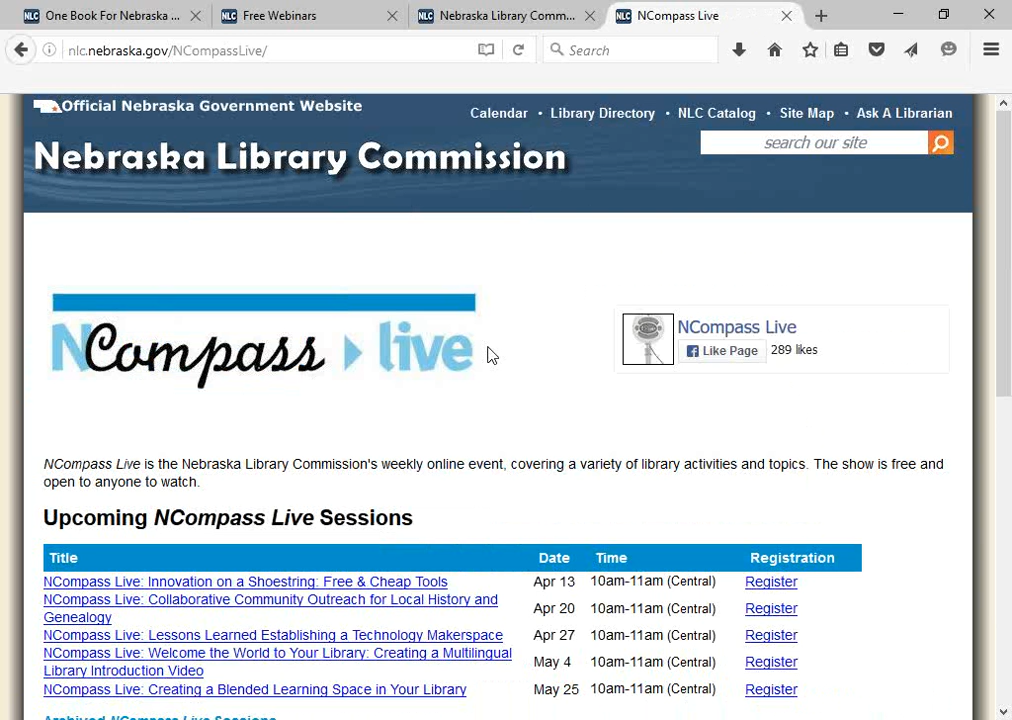 One Book For Nebraska ...
Free Webinars
Nebraska Library Comm...
NCompass Live
nlc.nebraska.gov/NCompassLive/
Search
Official Nebraska Government Website
Calendar • Library Directory • NLC Catalog • Site Map • Ask A Librarian
Nebraska Library Commission
search our site
NCompass live
NCompass Live
Like Page 289 likes
NCompass Live is the Nebraska Library Commission's weekly online event, covering a variety of library activities and topics. The show is free and
open to anyone to watch.
Upcoming NCompass Live Sessions
Title Date Time Registration
NCompass Live: Innovation on a Shoestring: Free & Cheap Tools Apr 13 10am-11am (Central) Register
NCompass Live: Collaborative Community Outreach for Local History and
Genealogy Apr 20 10am-11am (Central) Register
NCompass Live: Lessons Learned Establishing a Technology Makerspace Apr 27 10am-11am (Central) Register
NCompass Live: Welcome the World to Your Library: Creating a Multilingual
Library Introduction Video May 4 10am-11am (Central) Register
NCompass Live: Creating a Blended Learning Space in Your Library May 25 10am-11am (Central) Register
Archived NCompass Live Sessions